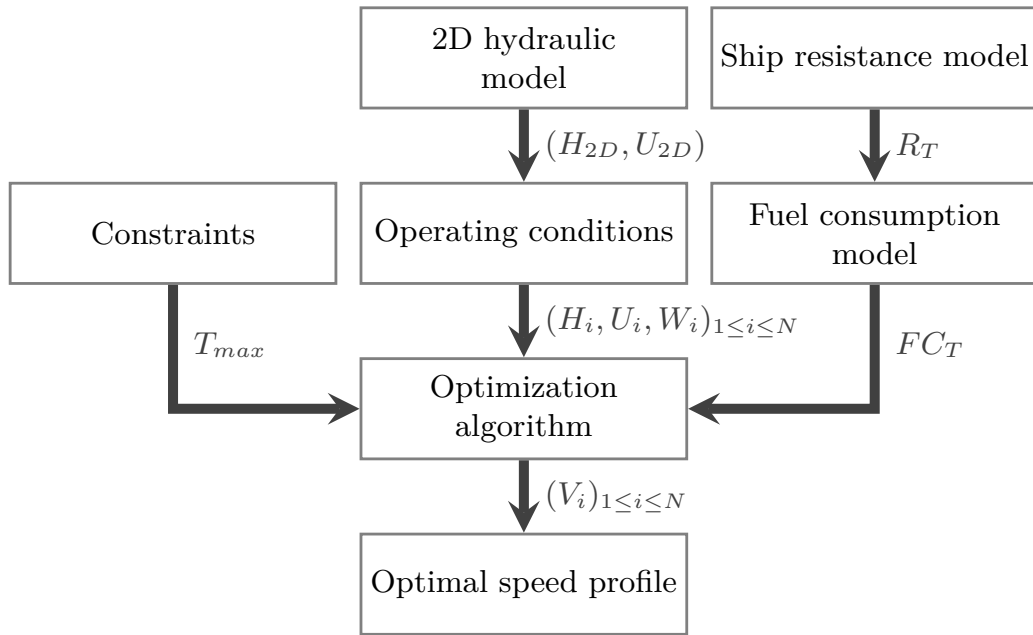 2D hydraulic
model
Ship resistance model
(H_{2D}, U_{2D})
R_T
Constraints
Operating conditions
Fuel consumption
model
T_{max}
(H_i, U_i, W_i)_{1≤i≤N}
FC_T
Optimization
algorithm
(V_i)_{1≤i≤N}
Optimal speed profile